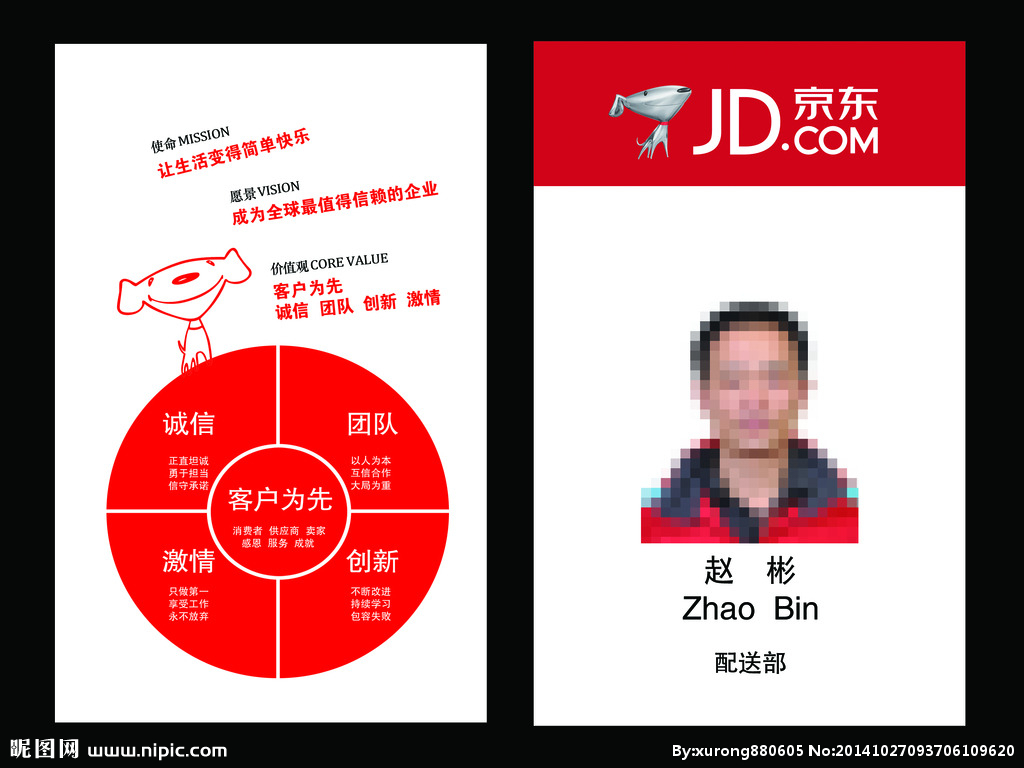 使命 MISSION
让生活变得简单快乐
愿景 VISION
成为全球最值得信赖的企业
价值观 CORE VALUE
客户为先
诚信 团队 创新 激情
诚信
正直坦诚
勇于担当
信守承诺
团队
以人为本
互信合作
大局为重
客户为先
消费者 供应商 卖家
感恩 服务 成就
激情
只做第一
享受工作
永不放弃
创新
不断改进
持续学习
包容失败
JD.COM 京东
赵 彬
Zhao Bin
配送部
昵图网 www.nipic.com
By:xurong880605 No:20141027093706109620